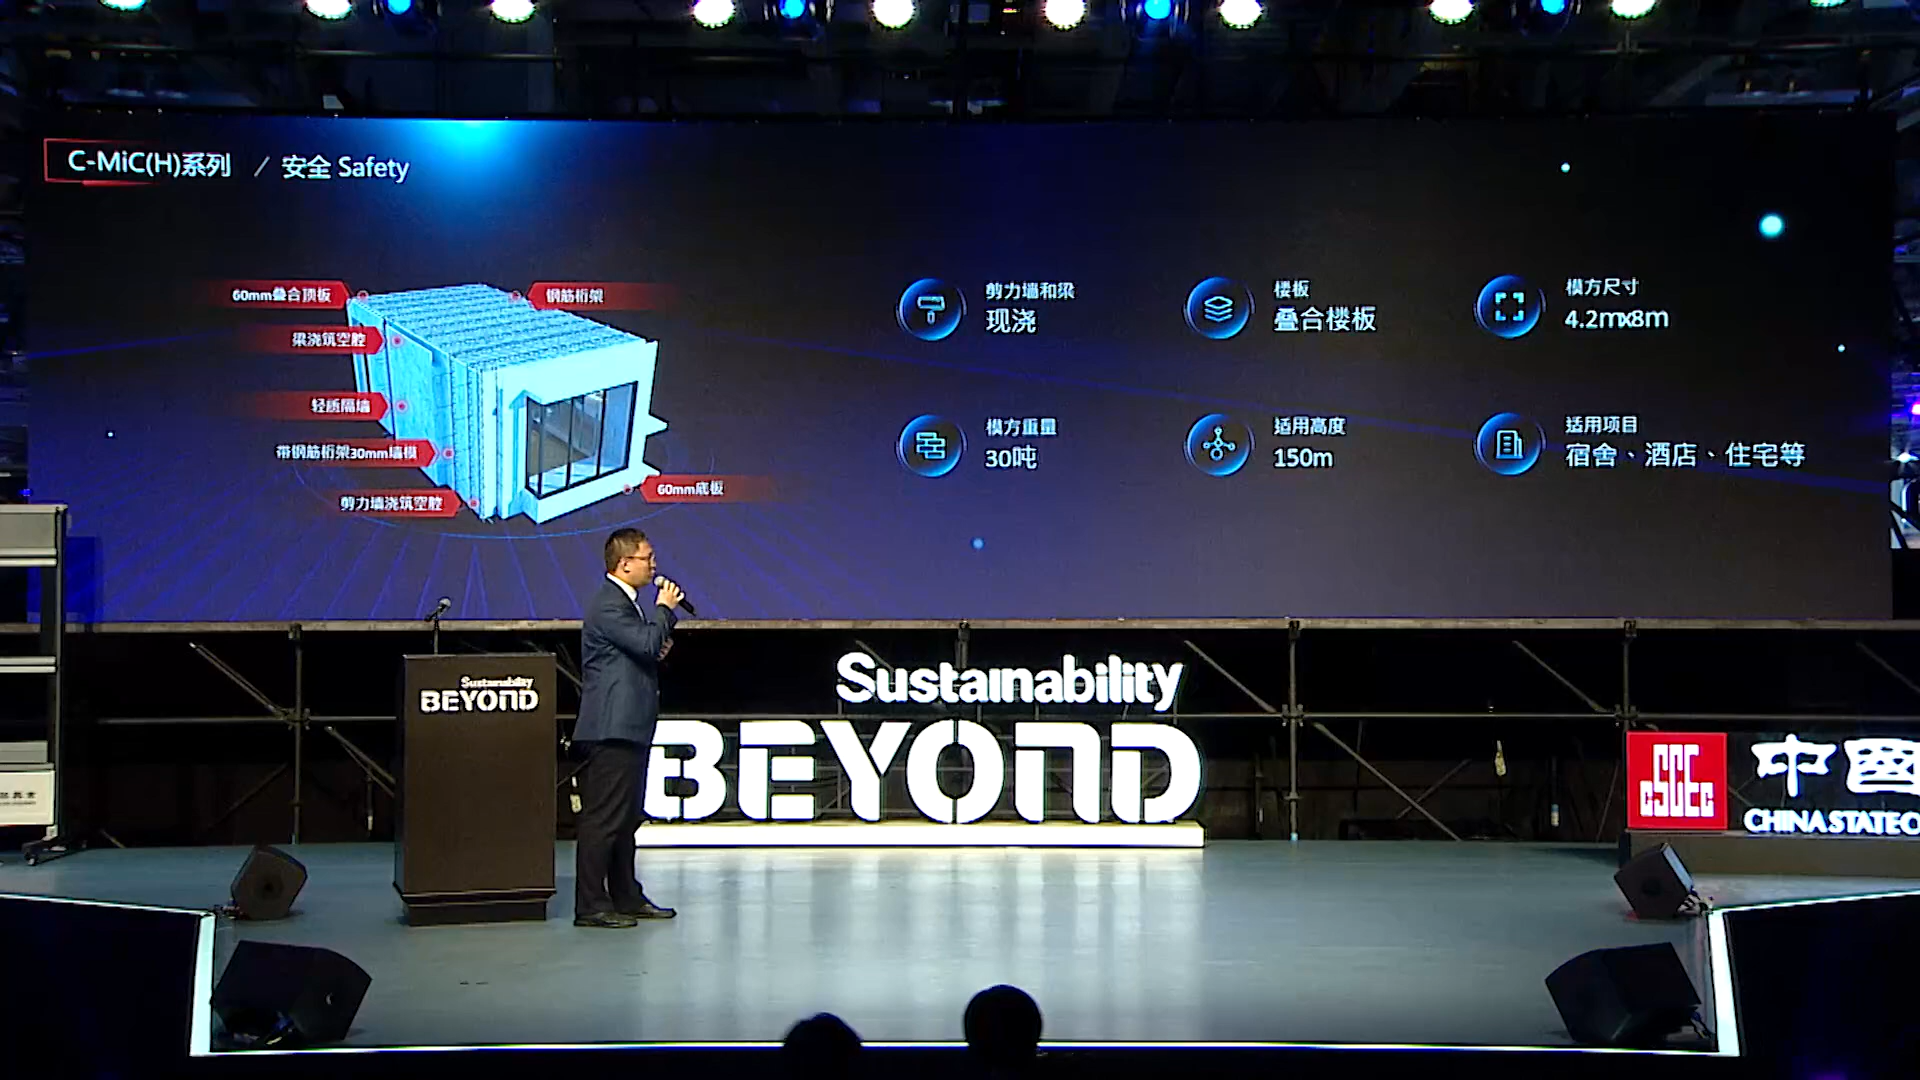 C-MiC(H)系列 / 安全 Safety
60mm叠合顶板
钢筋桁架
梁浇筑空腔
轻质隔墙
带钢筋桁架30mm墙模
剪力墙浇筑空腔
60mm底板
剪力墙和梁
现浇
楼板
叠合楼板
模方尺寸
4.2mx8m
模方重量
30吨
适用高度
150m
适用项目
宿舍、酒店、住宅等
Sustainability
BEYOND
Sustainability
BEYOND
CSCEC
中國
CHINA STATE CO